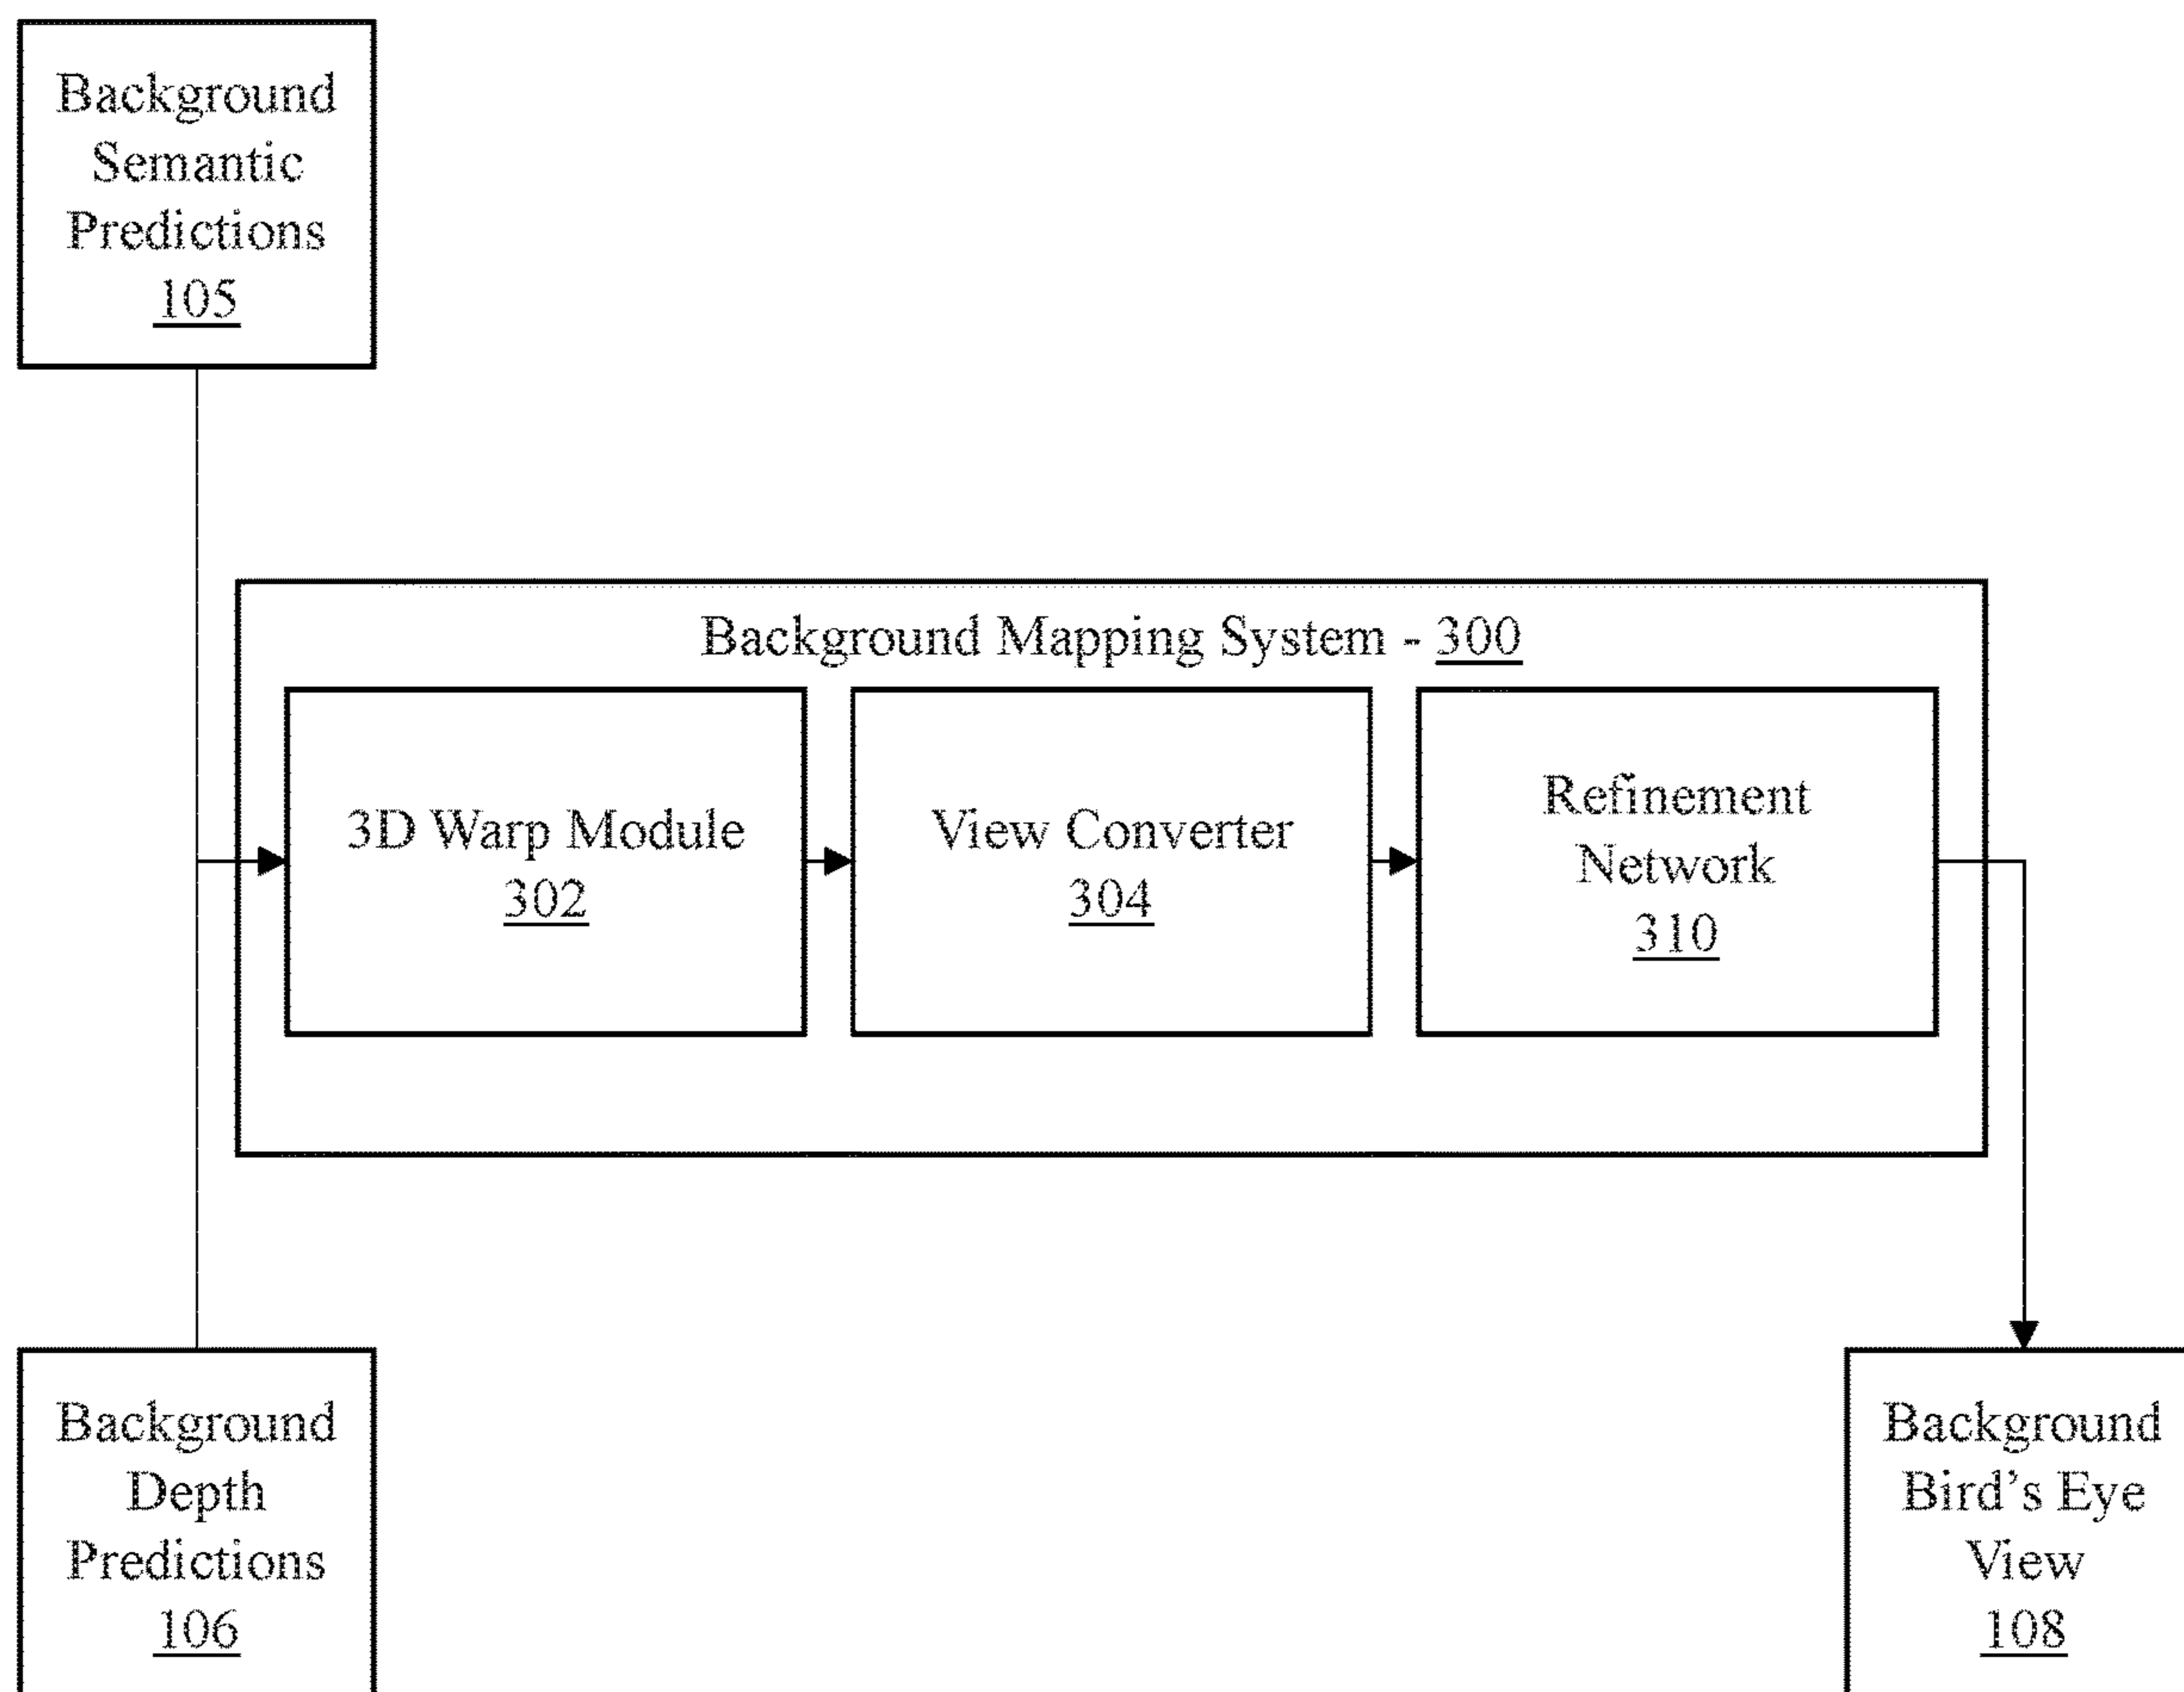 Background
Semantic
Predictions
105
Background Mapping System - 300
3D Warp Module
302
View Converter
304
Refinement
Network
310
Background
Depth
Predictions
106
Background
Bird’s Eye
View
108